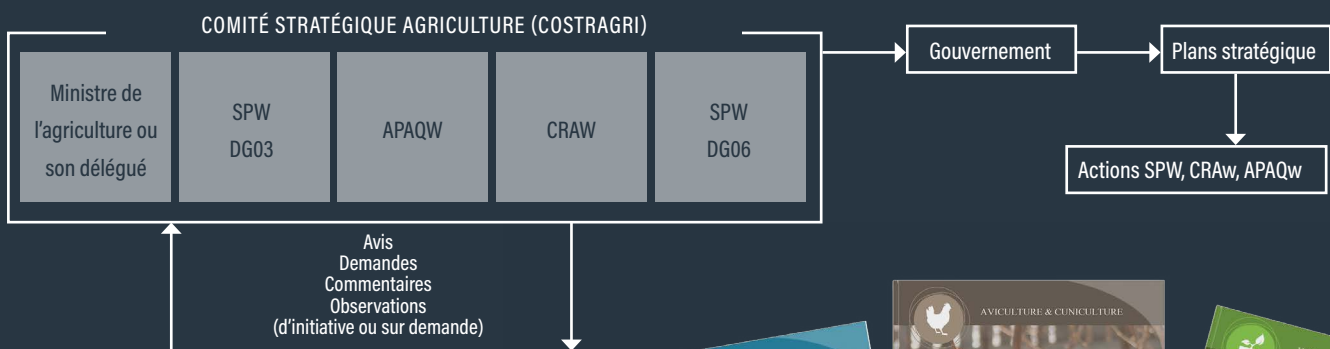 COMITÉ STRATÉGIQUE AGRICULTURE (COSTRAGRI)
Ministre de
l’agriculture ou
son délégué
SPW
DG03
APAQW
CRAW
SPW
DG06
Gouvernement
Plans stratégique
Actions SPW, CRAw, APAQw
Avis
Demandes
Commentaires
Observations
(d’initiative ou sur demande)
AVICULTURE & CUNICULTURE